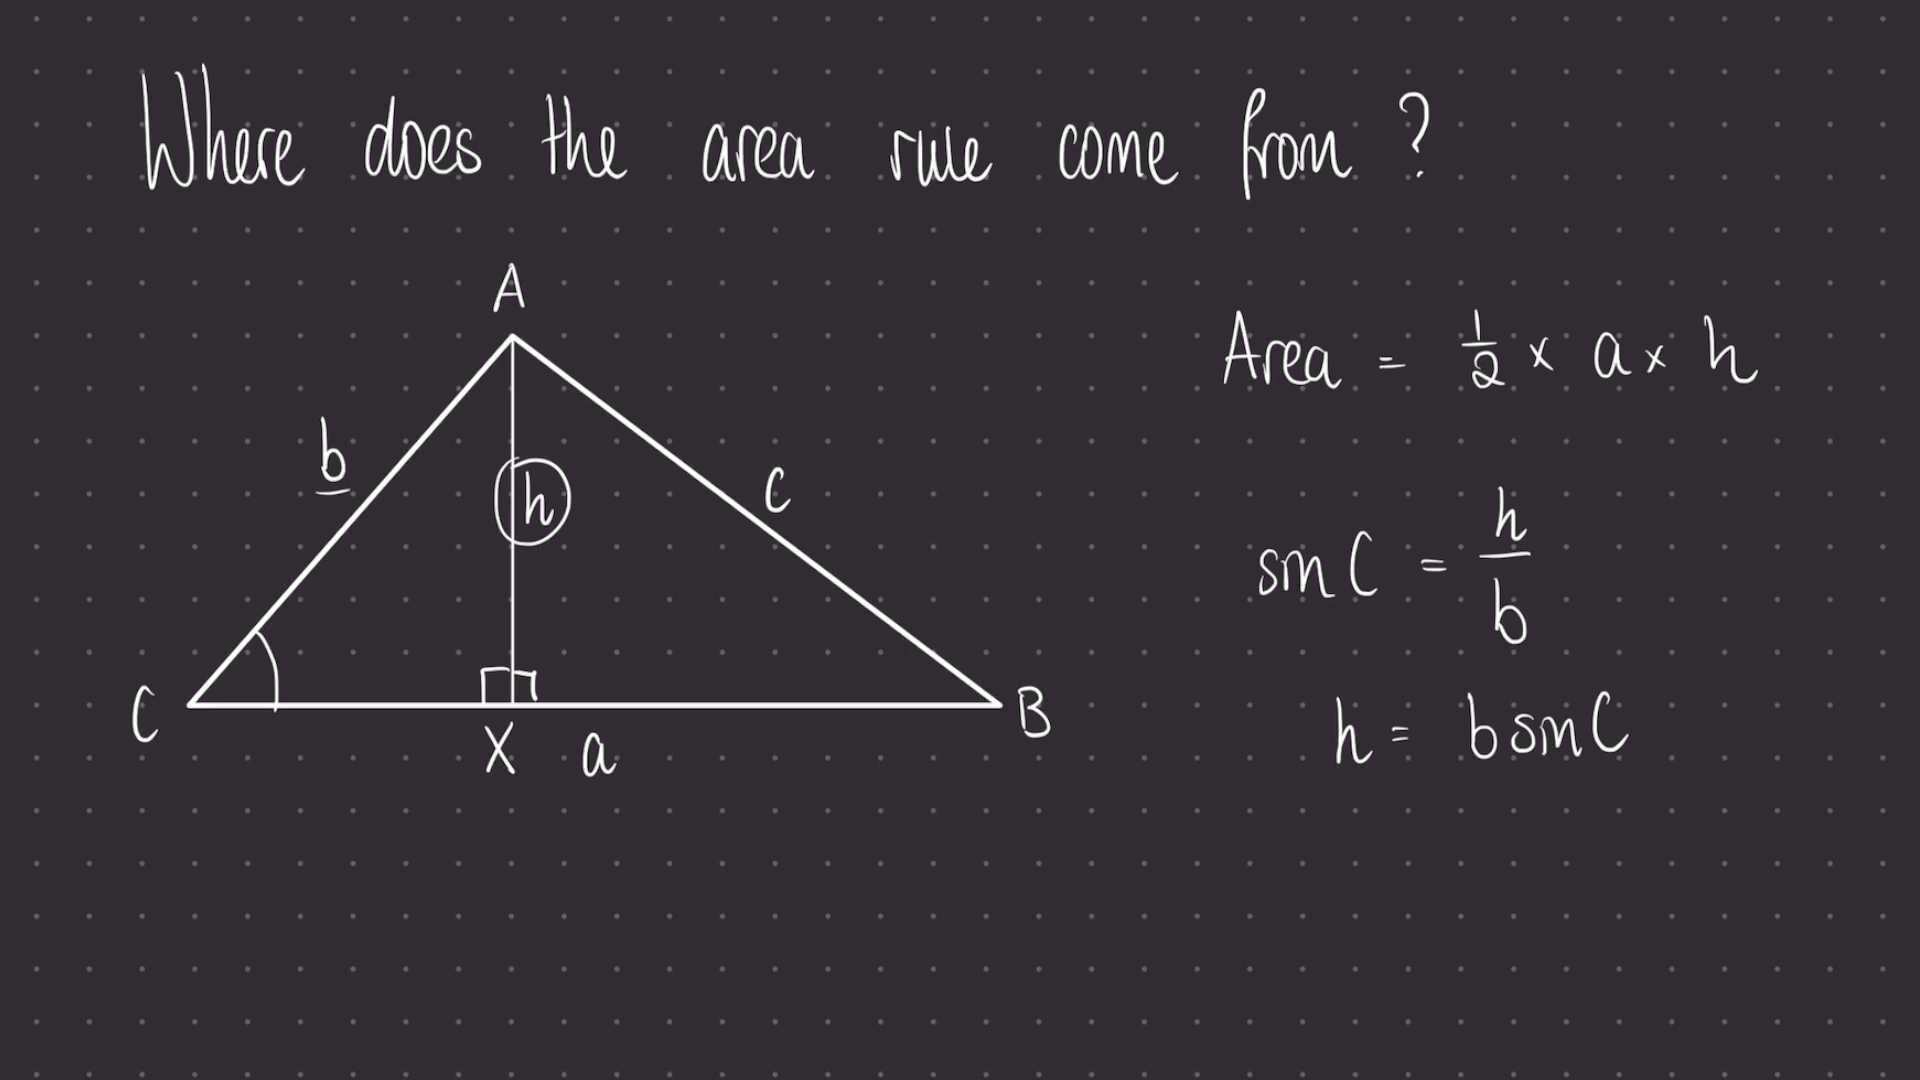 Where does the area rule come from ?
A
Area = 1/2 × a × h
b
h
c
sin C = h/b
C
B
X a
h = b sin C